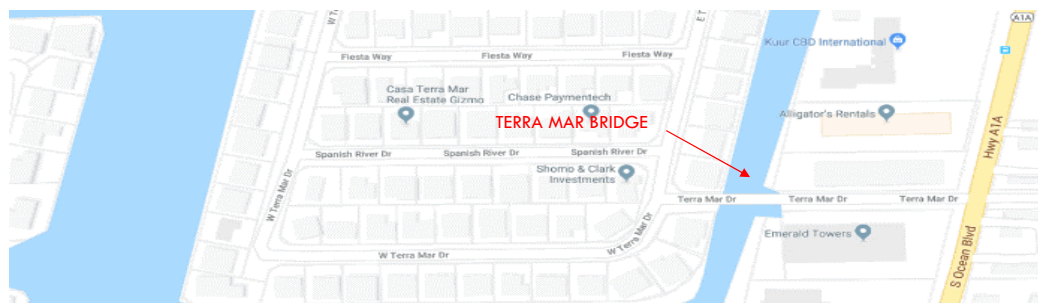 E T
A1A
Kuur CBD International
Fiesta Way
Fiesta Way
Fiesta Way
Casa Terra Mar
Real Estate Gizmo
Chase Paymentech
Alligator's Rentals
TERRA MAR BRIDGE
Hwy A1A
Spanish River Dr
Spanish River Dr
Spanish River Dr
Shomo & Clark
Investments
W Terra Mar Dr
Terra Mar Dr
Terra Mar Dr
Terra Mar Dr
W Terra Mar Dr
Emerald Towers
W Terra Mar Dr
S Ocean Blvd